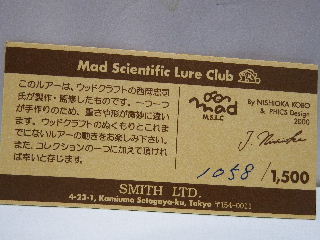 Mad Scientific Lure Club
このルアーは、ウッドクラフトの西岡忠司
氏が製作・監修したものです。一つ一つ
が手作りのため、重さや形が微妙に違い
ます。ウッドクラフトのぬくもりとこれま
でにないルアーの動きをお楽しみ下さい。
また、コレクションの一つに加えて頂けれ
ば幸いと存じます。
mad
M.S.L.C
By NISHIOKA KOBO
& PHICS Design
2000
1058 /1,500
SMITH LTD.
4-23-1, Kamiuma Setagaya-ku, Tokyo 〒154-0011